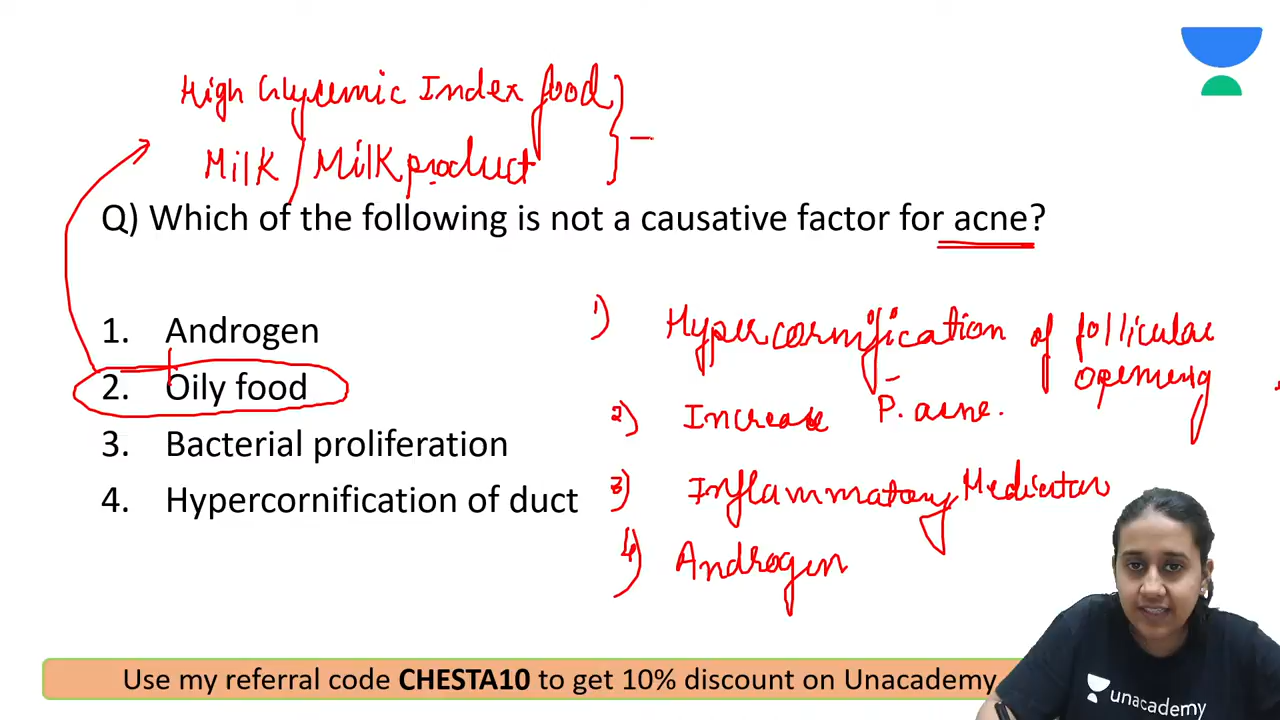 High Glycemic Index food
Milk / Milk product
Q) Which of the following is not a causative factor for acne?
1. Androgen
2. Oily food
3. Bacterial proliferation
4. Hypercornification of duct
1) Hypercornification of follicular
opening
2) Increase P. acne.
3) Inflammatory Mediator
4) Androgen
Use my referral code CHESTA10 to get 10% discount on Unacademy
unacademy